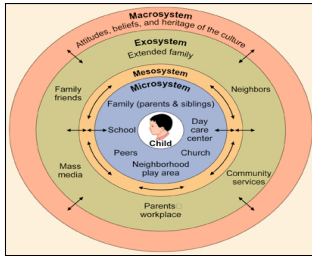 Macrosystem
Attitudes, beliefs, and heritage of the culture
Exosystem
Extended family
Mesosystem
Microsystem
Family friends
Family (parents & siblings)
Neighbors
School
Day care center
Child
Peers
Church
Neighborhood play area
Mass media
Community services
Parents□ workplace